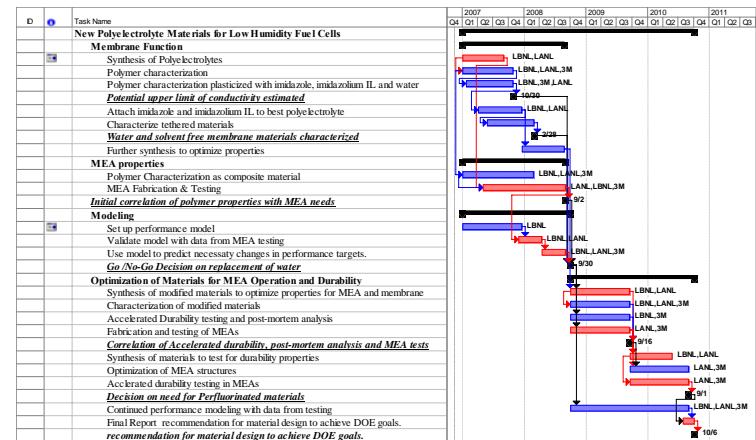 2007 2008 2009 2010 2011
ID Task Name Q4 Q1 Q2 Q3 Q4 Q1 Q2 Q3 Q4 Q1 Q2 Q3 Q4 Q1 Q2 Q3 Q4 Q1 Q2 Q3
New Polyelectrolyte Materials for Low Humidity Fuel Cells
Membrane Function
Synthesis of Polyelectrolytes LBNL,LANL
Polymer characterization LBNL,LANL,3M
Polymer characterization plasticized with imidazole, imidazolium IL and water LBNL,3M,LANL
Potential upper limit of conductivity estimated 10/30
Attach imidazole and imidazolium IL to best polyelectrolyte LBNL,LANL
Characterize tethered materials LBNL,LANL
Water and solvent free membrane materials characterized 2/28
Further synthesis to optimize properties LBNL
MEA properties
Polymer Characterization as composite material LBNL,LANL,3M
MEA Fabrication & Testing LANL,LBNL,3M
Initial correlation of polymer properties with MEA needs 9/2
Modeling
Set up performance model LBNL
Validate model with data from MEA testing LBNL,LANL
Use model to predict necessaty changes in performance targets. LBNL,LANL,3M
Go /No-Go Decision on replacement of water 9/30
Optimization of Materials for MEA Operation and Durability
Synthesis of modified materials to optimize properties for MEA and membrane LBNL,LANL
Characterization of modified materials LBNL,LANL,3M
Accelerated Durability testing and post-mortem analysis LBNL,3M
Fabrication and testing of MEAs LANL,3M
Correlation of Accelerated durability, post-mortem analysis and MEA tests 9/16
Synthesis of materials to test for durability properties LBNL,LANL
Optimization of MEA structures LANL,3M
Acclerated durability testing in MEAs LANL,3M
Decision on need for Perfluorinated materials 9/1
Continued performance modeling with data from testing LBNL,LANL,3M
Final Report recommendation for material design to achieve DOE goals. LANL,3M
recommendation for material design to achieve DOE goals. 10/6